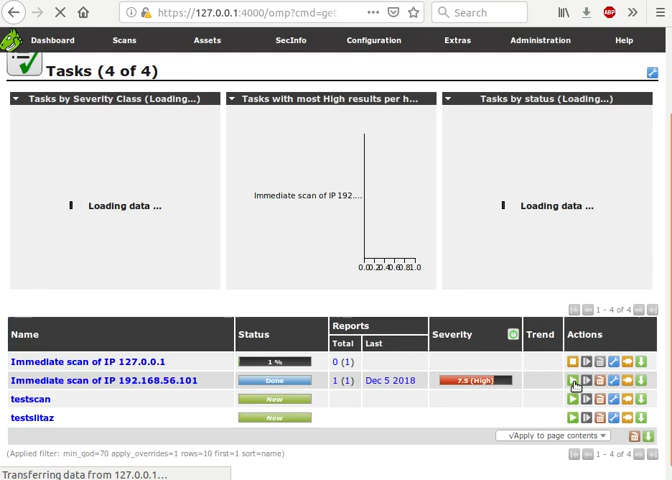 https://127.0.0.1:4000/omp?cmd=get
Search
ABP
Dashboard Scans Assets SecInfo Configuration Extras Administration Help
Tasks (4 of 4)
Tasks by Severity Class (Loading...)
Loading data ...
Tasks with most High results per h...
Immediate scan of IP 192....
0.0 0.2 0.4 0.6 0.8 1.0
Tasks by status (Loading...)
Loading data ...
1 - 4 of 4
Name Status Reports Severity Trend Actions
Total Last
Immediate scan of IP 127.0.0.1 1 % 0 (1)
Immediate scan of IP 192.168.56.101 Done 1 (1) Dec 5 2018 7.5 (High)
testscan New
testslitaz New
√Apply to page contents
(Applied filter: min_qod=70 apply_overrides=1 rows=10 first=1 sort=name) 1 - 4 of 4
Transferring data from 127.0.0.1...